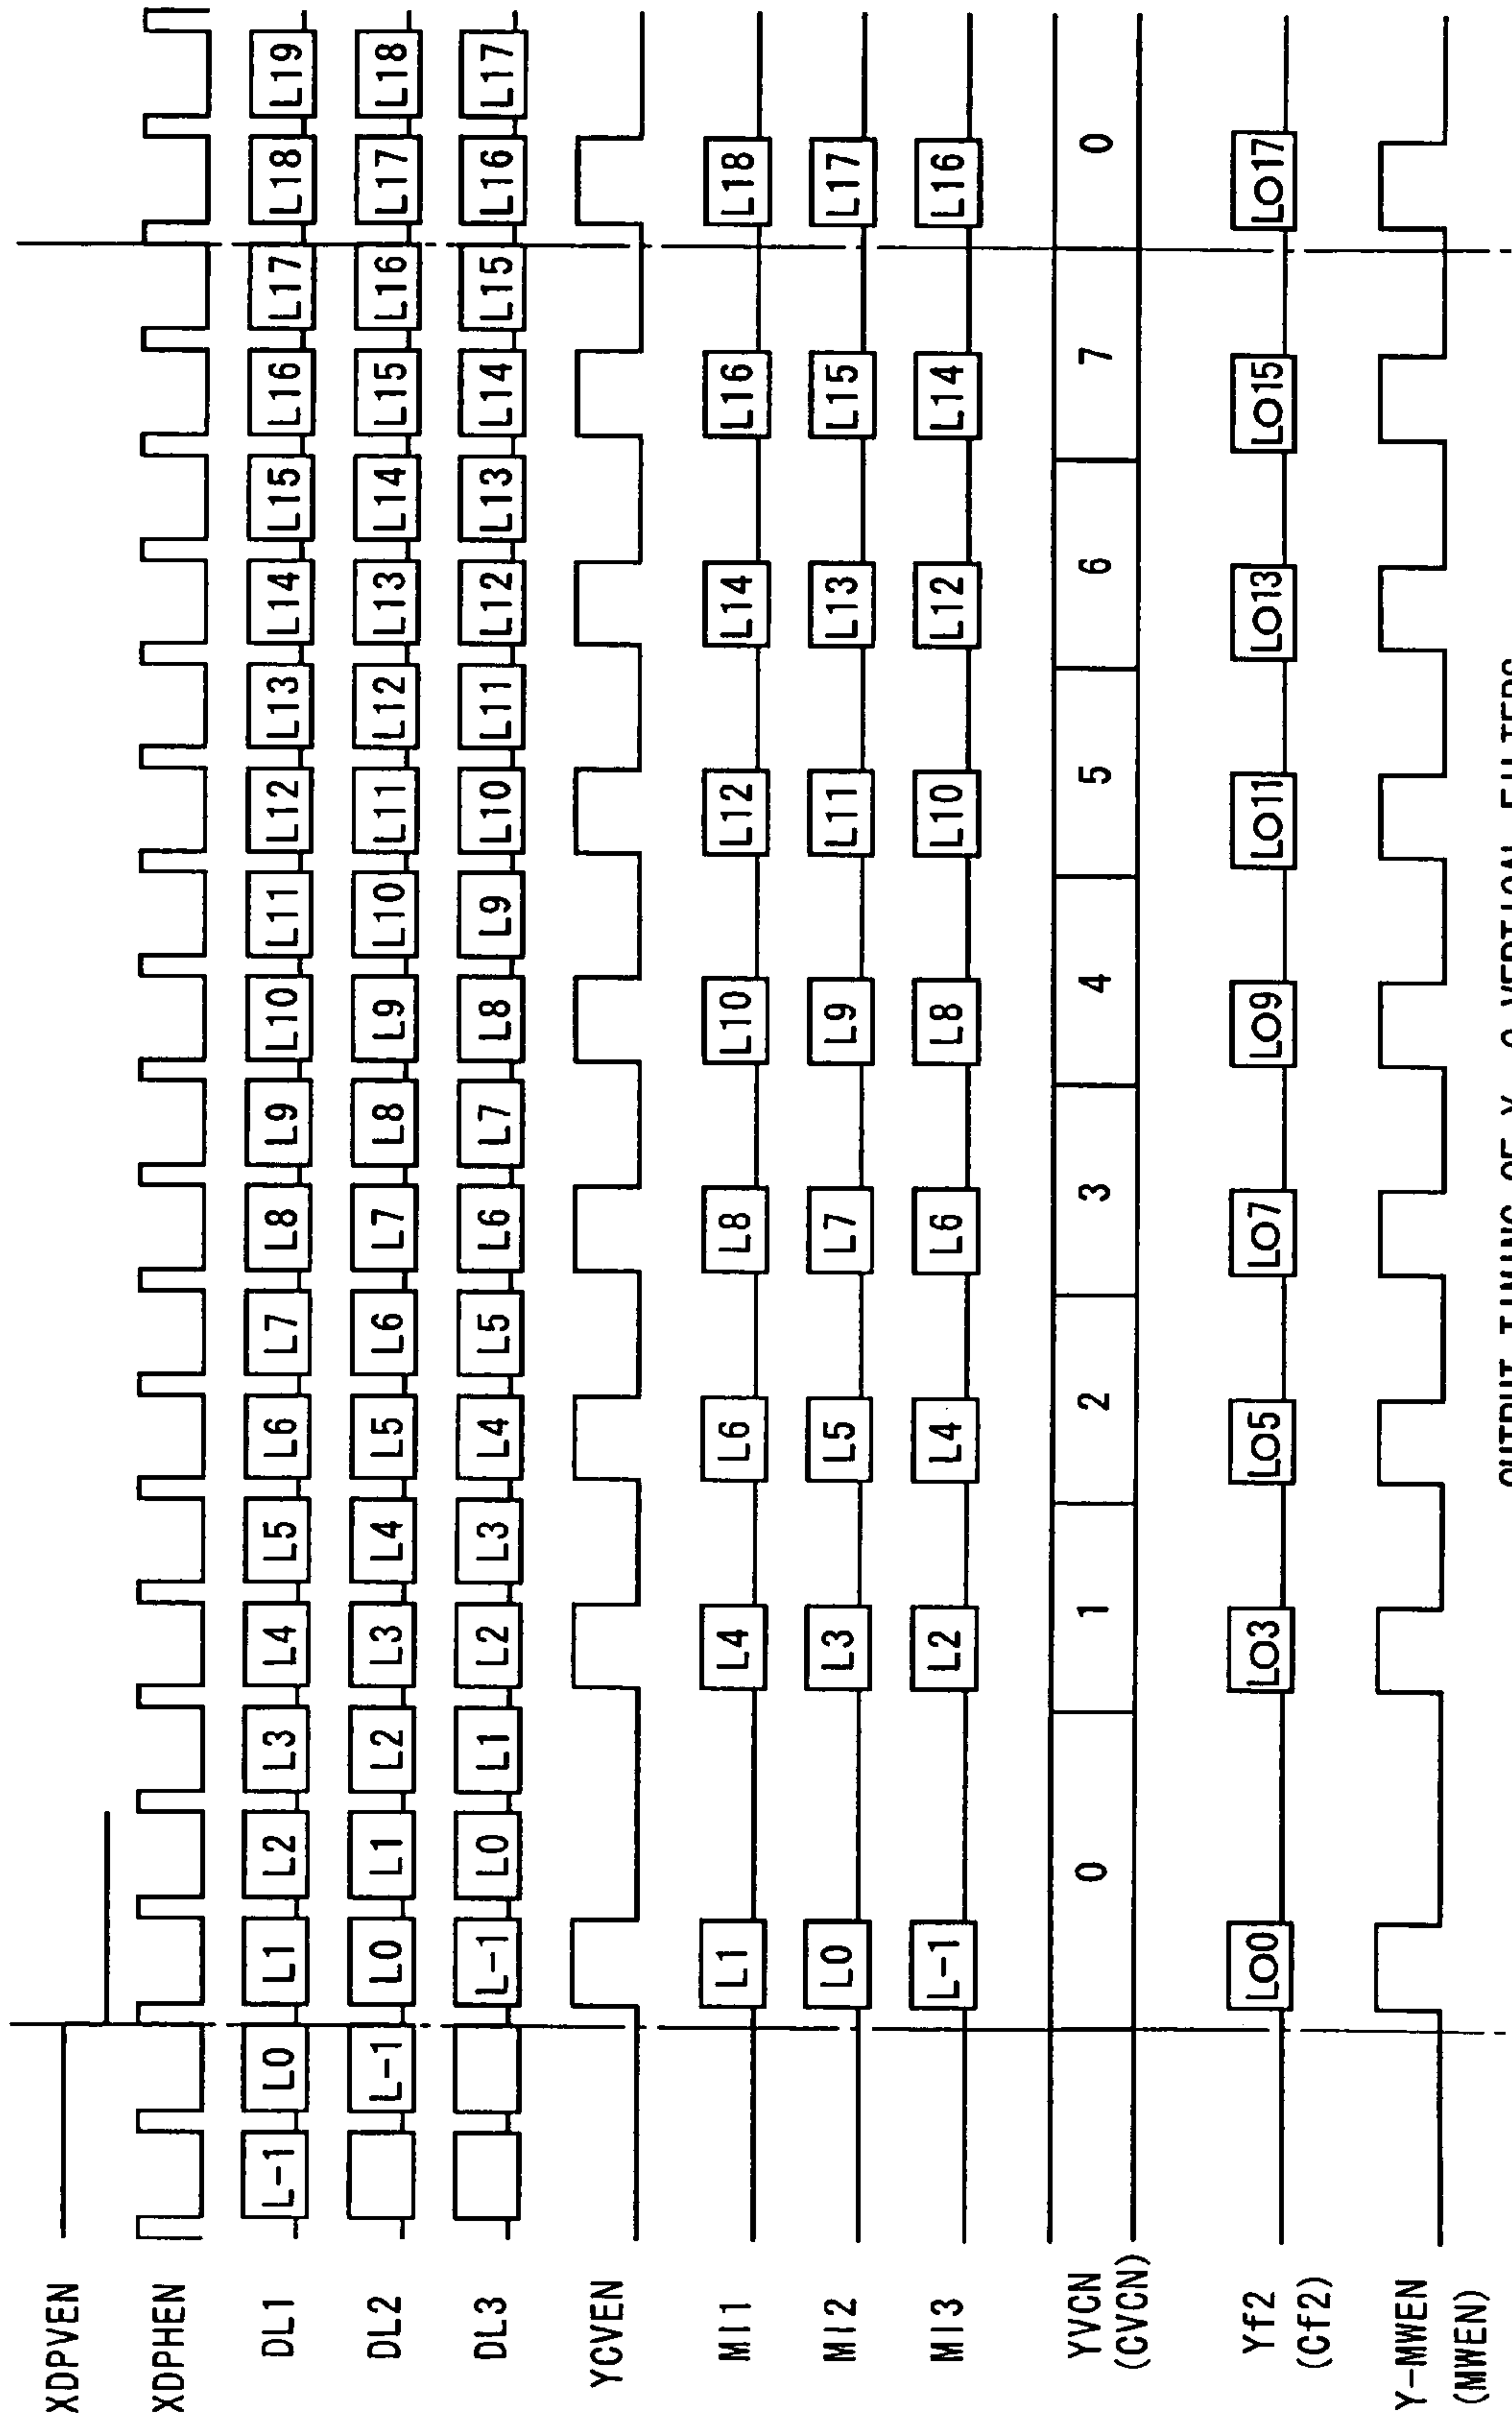 XDPVEN
XDPHEN
DL1 L-1 L0 L1 L2 L3 L4 L5 L6 L7 L8 L9 L10 L11 L12 L13 L14 L15 L16 L17 L18 L19
DL2 L-1 L0 L1 L2 L3 L4 L5 L6 L7 L8 L9 L10 L11 L12 L13 L14 L15 L16 L17 L18
DL3 L-1 L0 L1 L2 L3 L4 L5 L6 L7 L8 L9 L10 L11 L12 L13 L14 L15 L16 L17
YCVEN
MI1 L1 L4 L6 L8 L10 L12 L14 L16 L18
MI2 L0 L3 L5 L7 L9 L11 L13 L15 L17
MI3 L-1 L2 L4 L6 L8 L10 L12 L14 L16
YVCN 0 1 2 3 4 5 6 7 0
(CVCN)
Yf2 LO0 LO3 LO5 LO7 LO9 LO11 LO13 LO15 LO17
(Cf2)
Y-MWEN
(MWEN)
OUTPUT TIMING OF Y, C VERTICAL FILTERS